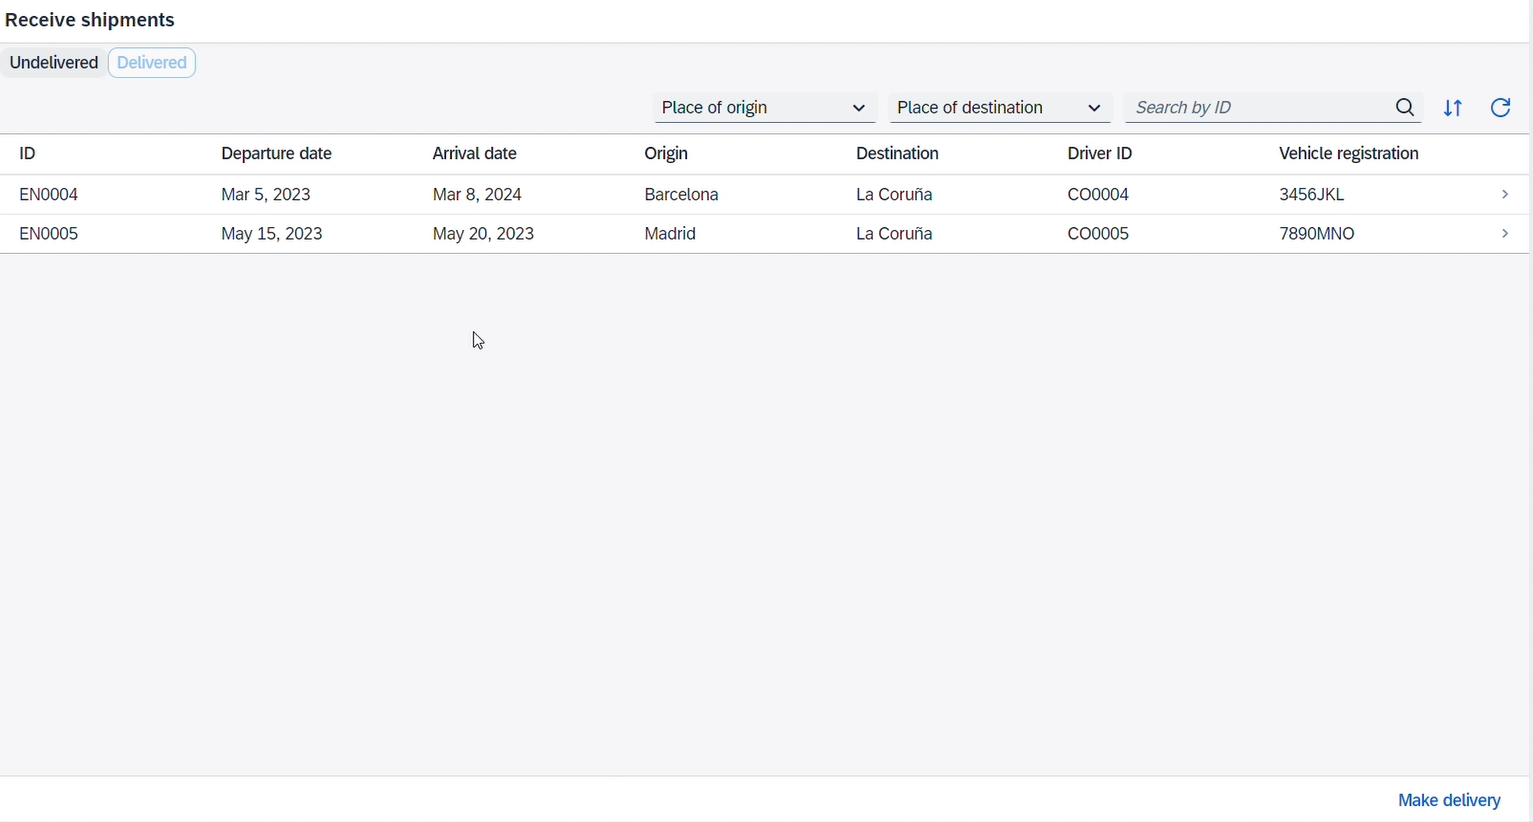 Receive shipments
Undelivered Delivered
Place of origin Place of destination Search by ID
ID Departure date Arrival date Origin Destination Driver ID Vehicle registration
EN0004 Mar 5, 2023 Mar 8, 2024 Barcelona La Coruña CO0004 3456JKL
EN0005 May 15, 2023 May 20, 2023 Madrid La Coruña CO0005 7890MNO
Make delivery